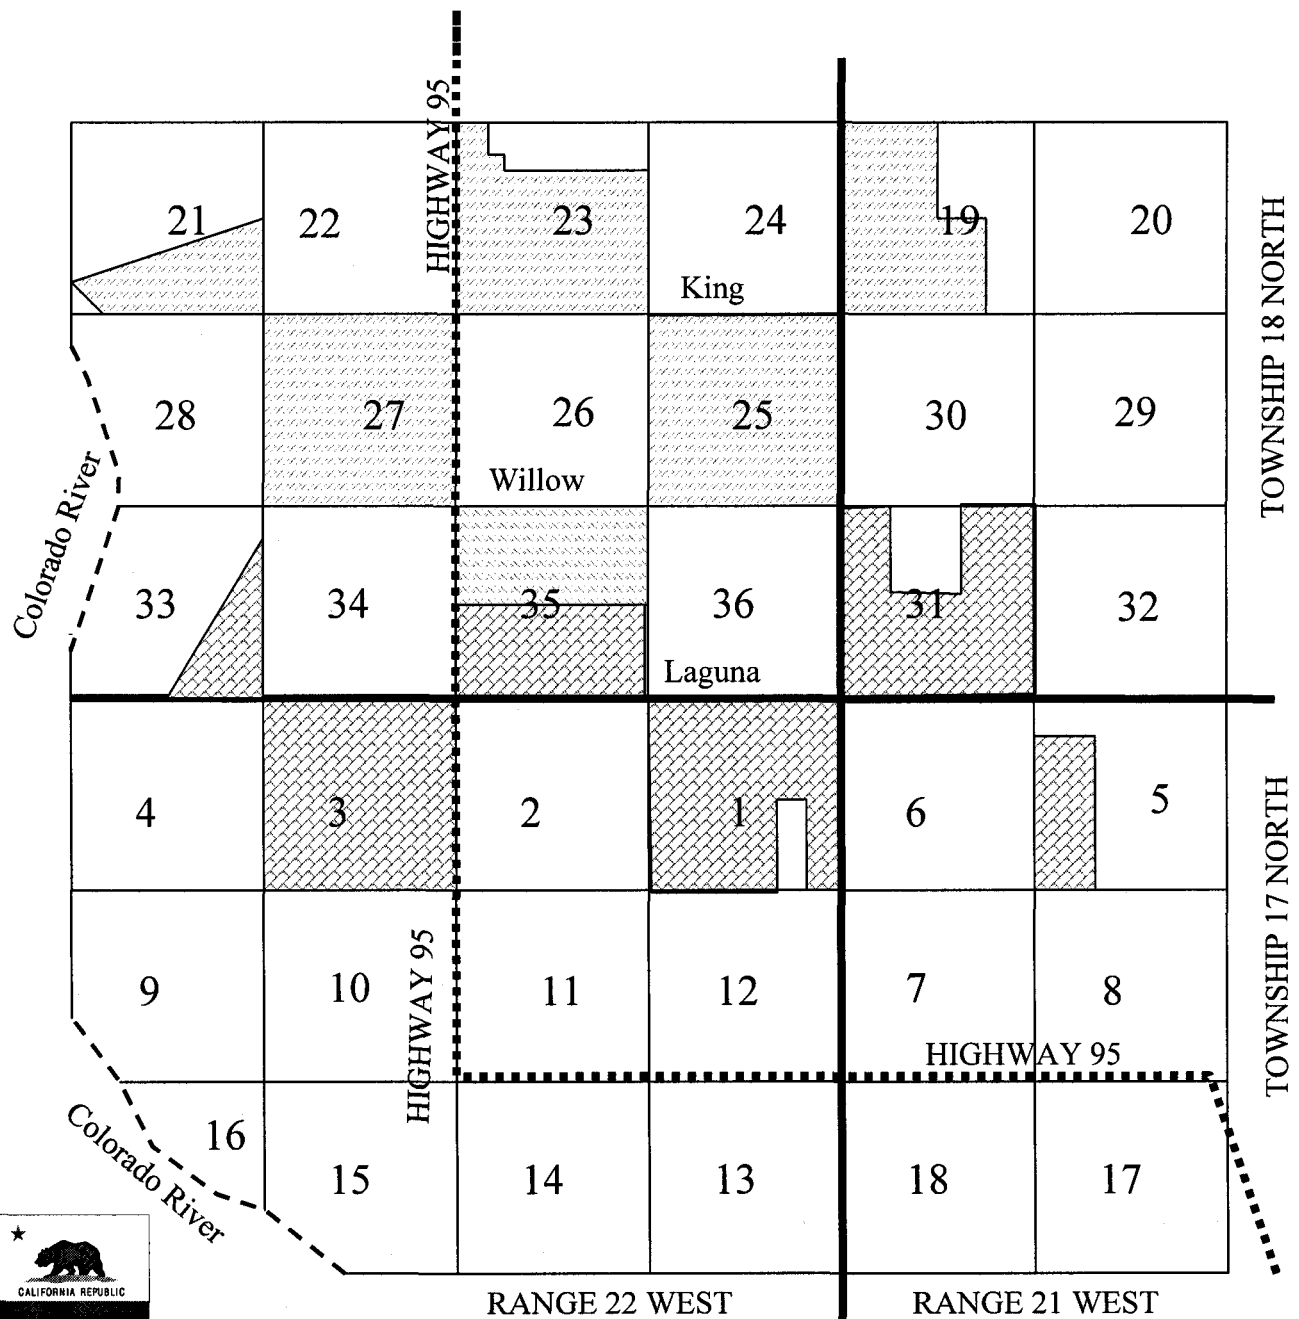 HIGHWAY 95
21
22
23
24
19
20
King
TOWNSHIP 18 NORTH
28
27
26
25
30
29
Willow
Colorado River
33
34
35
36
31
32
Laguna
4
3
2
1
6
5
TOWNSHIP 17 NORTH
HIGHWAY 95
9
10
11
12
7
8
HIGHWAY 95
16
15
14
13
18
17
Colorado River
CALIFORNIA REPUBLIC
RANGE 22 WEST
RANGE 21 WEST